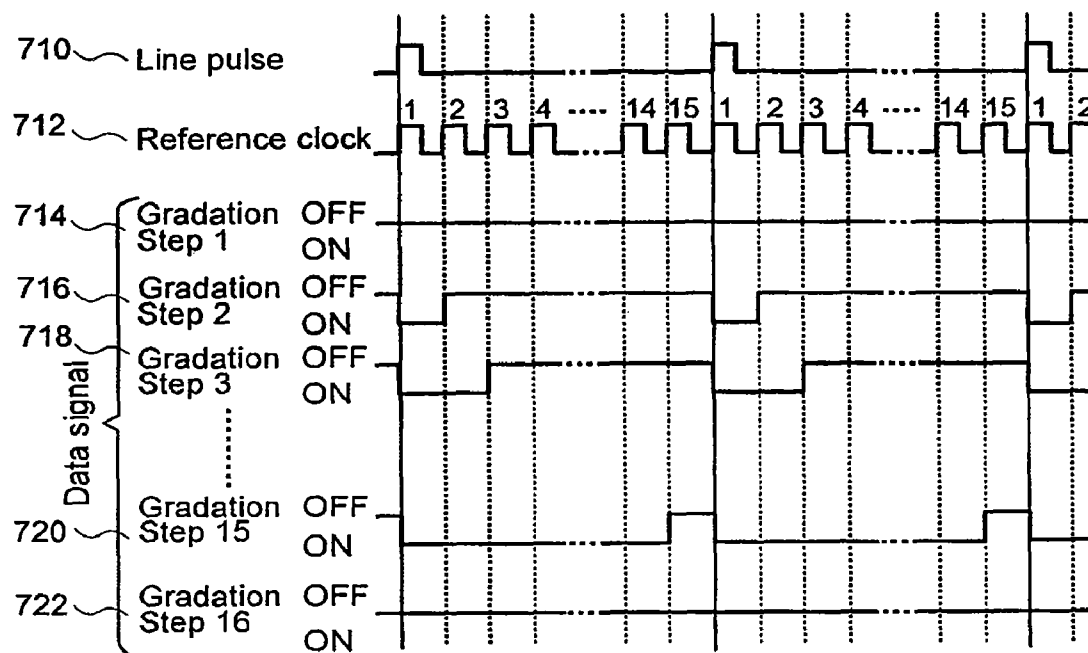 710 Line pulse
1 2 3 4 ..... 14 15 1 2 3 4 ..... 14 15 1 2
712 Reference clock
714 Gradation OFF
Step 1 ON
716 Gradation OFF
Step 2 ON
718 Gradation OFF
Step 3 ON
Data signal
720 Gradation OFF
Step 15 ON
722 Gradation OFF
Step 16 ON